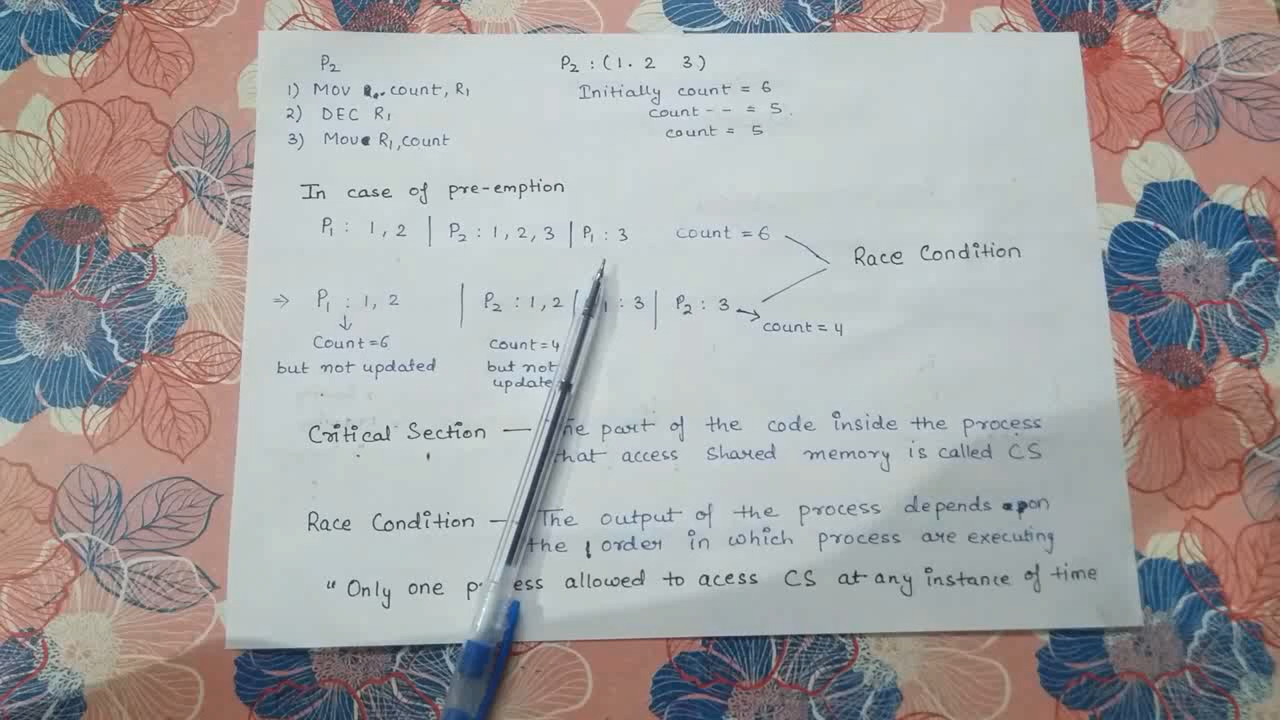 P2
1) Mov count, R1
2) DEC R1
3) Move R1, count
P2 : (1. 2 3)
Initially count = 6
count - - = 5.
count = 5
In case of pre-emption
P1 : 1, 2 | P2 : 1, 2, 3 | P1 : 3 count = 6
Race Condition
⇒ P1 : 1, 2 | P2 : 1, 2 | : 3 | P2 : 3 → count = 4
↓
Count = 6
but not updated
count = 4
but not
update
Critical Section — part of the code inside the process
that access shared memory is called CS
Race Condition — The output of the process depends upon
the order in which process are executing
" Only one allowed to acess CS at any instance of time